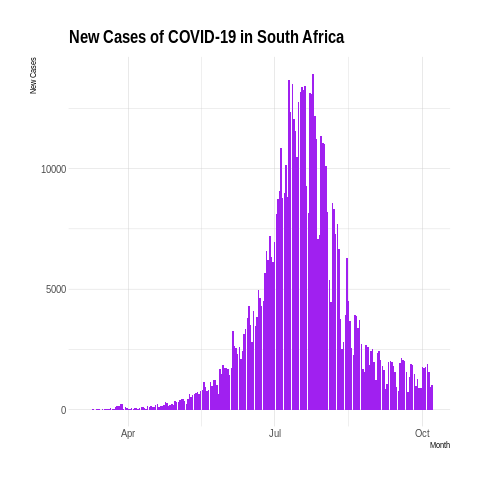 New Cases of COVID-19 in South Africa
New Cases
10000
5000
0
Apr Jul Oct
Month